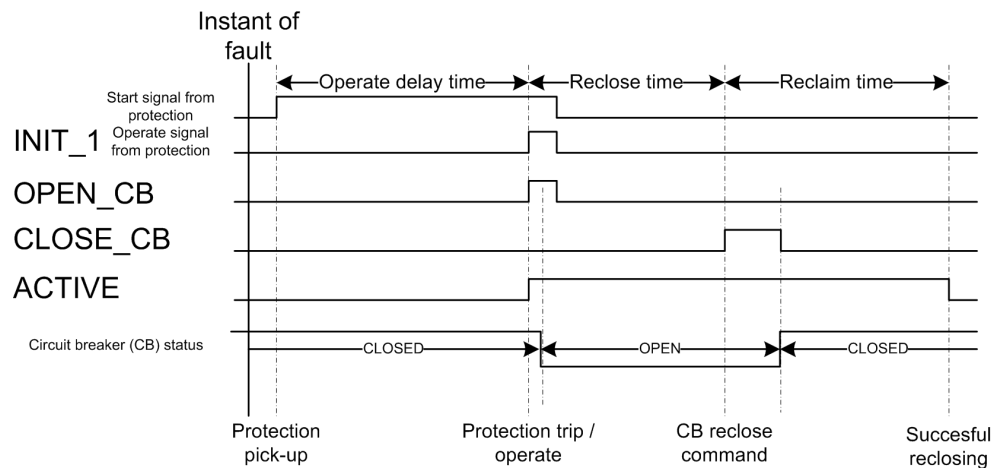 Instant of
fault
Operate delay time
Reclose time
Reclaim time
Start signal from
protection
INIT_1
Operate signal
from protection
OPEN_CB
CLOSE_CB
ACTIVE
Circuit breaker (CB) status
CLOSED
OPEN
CLOSED
Protection
pick-up
Protection trip /
operate
CB reclose
command
Succesful
reclosing